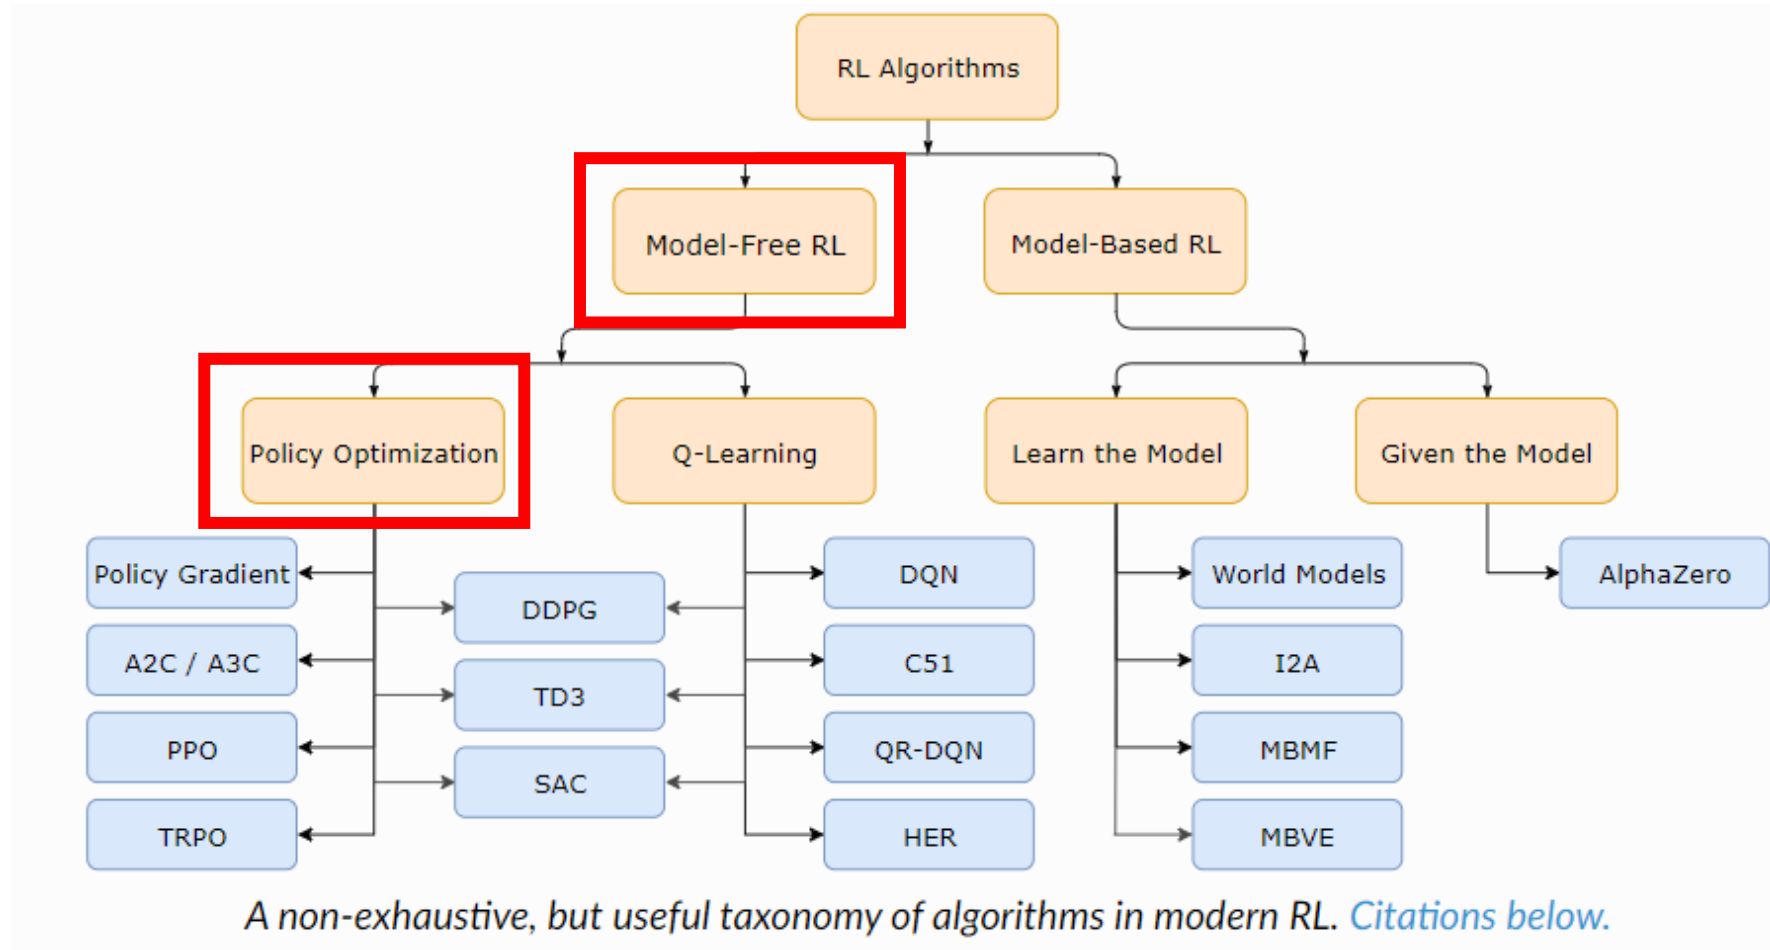 RL Algorithms
Model-Free RL
Model-Based RL
Policy Optimization
Q-Learning
Learn the Model
Given the Model
Policy Gradient
DDPG
DQN
World Models
AlphaZero
A2C / A3C
TD3
C51
I2A
PPO
SAC
QR-DQN
MBMF
TRPO
HER
MBVE
A non-exhaustive, but useful taxonomy of algorithms in modern RL. Citations below.